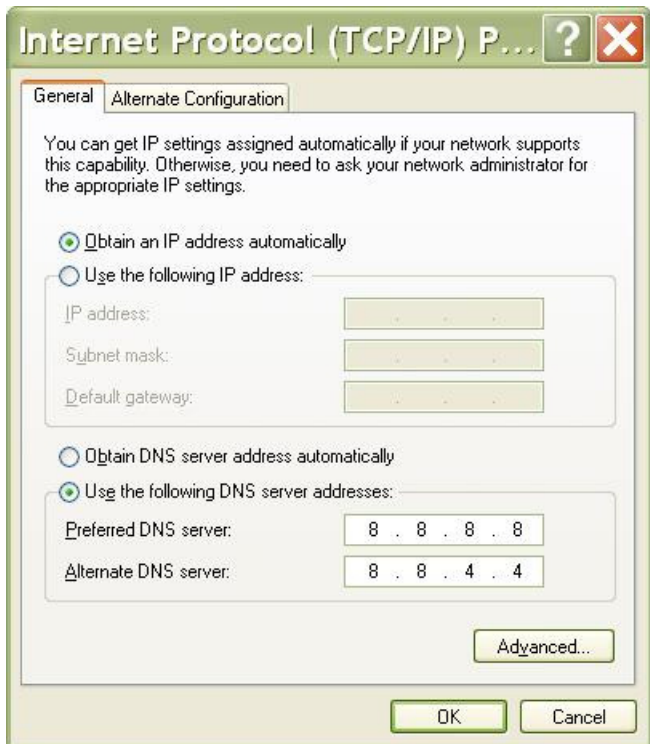 Internet Protocol (TCP/IP) P... ?
General Alternate Configuration
You can get IP settings assigned automatically if your network supports
this capability. Otherwise, you need to ask your network administrator for
the appropriate IP settings.
Obtain an IP address automatically
Use the following IP address:
IP address: . . .
Subnet mask: . . .
Default gateway: . . .
Obtain DNS server address automatically
Use the following DNS server addresses:
Preferred DNS server: 8 . 8 . 8 . 8
Alternate DNS server: 8 . 8 . 4 . 4
Advanced...
OK Cancel